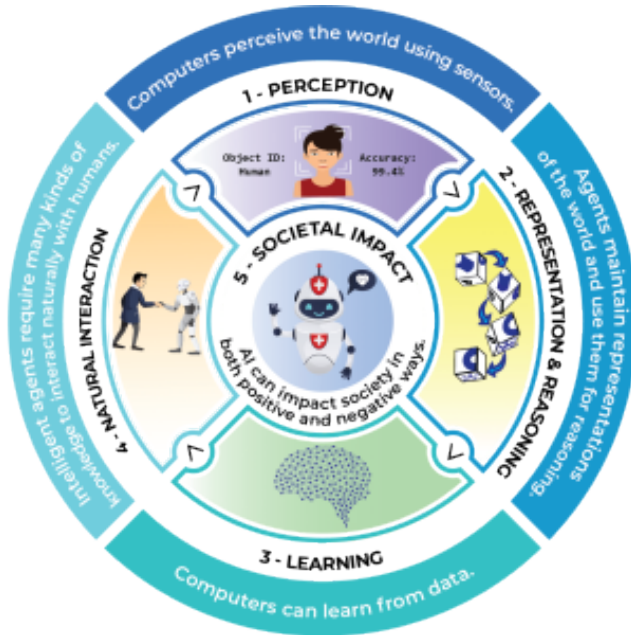 Computers perceive the world using sensors.
1 - PERCEPTION
Object ID:
Human
Accuracy:
99.4%
Agents maintain representations
of the world and use them for reasoning.
2 - REPRESENTATION & REASONING
3 - LEARNING
Computers can learn from data.
Intelligent agents require many kinds of
knowledge to interact naturally with humans.
4 - NATURAL INTERACTION
5 - SOCIETAL IMPACT
AI can impact society in
both positive and negative ways.